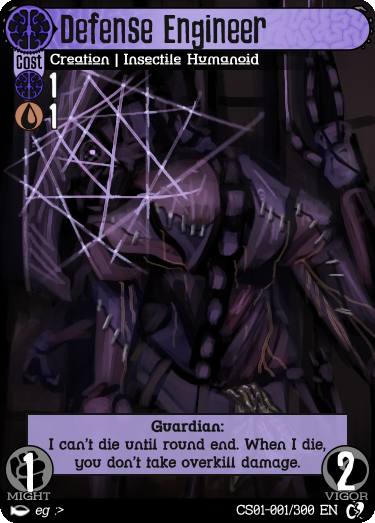 Defense Engineer
Cost
Creation | Insectile Humanoid
1
1
Guardian:
I can't die until round end. When I die,
you don't take overkill damage.
1
MIGHT
2
VIGOR
eg :>
CS01-001/300 EN